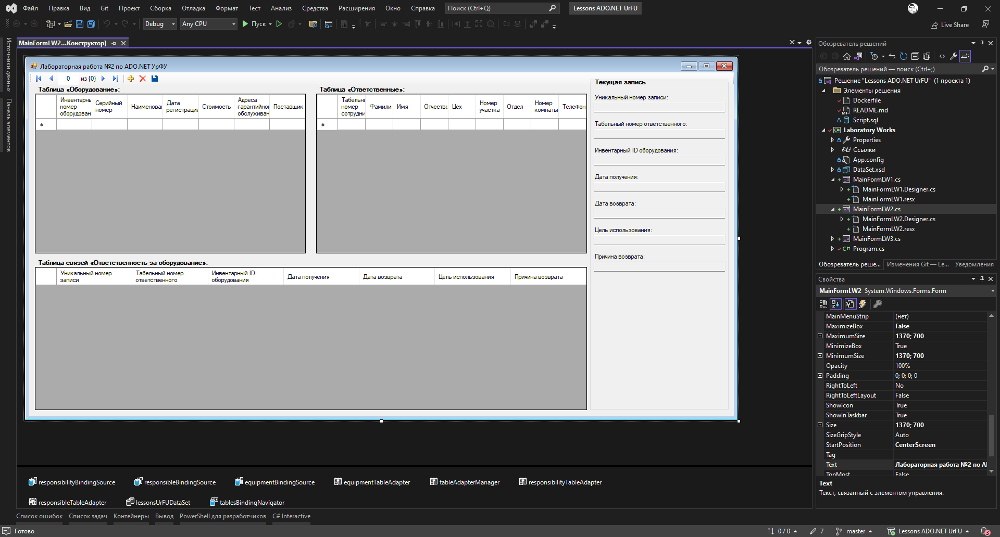 Файл Правка Вид Git Проект Сборка Отладка Формат Тест Анализ Средства Расширения Окно Справка Поиск (Ctrl+Q) Lessons ADO.NET UrFU
Debug Any CPU Пуск Live Share
Источники данных
Панель элементов
MainFormLW2...Конструктор]
Лабораторная работа №2 по ADO.NET УрФУ
0 из {0}
Таблица «Оборудование»:
Инвентарнь номер оборудован
Серийный номер
Наименова
Дата регистрации
Стоимость
Адреса гарантийног обслуживан
Поставщик
Таблица «Ответственные»:
Табельнь номер сотрудни
Фамили
Имя
Отчество
Цех
Номер участка
Отдел
Номер комнаты
Телефон
Таблица-связей «Ответственность за оборудование»:
Уникальный номер записи
Табельный номер ответственного
Инвентарный ID оборудования
Дата получения
Дата возврата
Цель использования
Причина возврата
Текущая запись
Уникальный номер записи:
Табельный номер ответственного:
Инвентарный ID оборудования:
Дата получения:
Дата возврата:
Цель использования:
Причина возврата:
responsibilityBindingSource responsibleBindingSource equipmentBindingSource equipmentTableAdapter tableAdapterManager responsibilityTableAdapter
responsibleTableAdapter lessonsUrFUDataSet tablesBindingNavigator
Обозреватель решений
Обозреватель решений — поиск (Ctrl+;)
Решение "Lessons ADO.NET UrFU" (1 проекта 1)
Элементы решения
Dockerfile
README.md
Script.sql
Laboratory Works
Properties
Ссылки
App.config
DataSet.xsd
MainFormLW1.cs
MainFormLW1.Designer.cs
MainFormLW1.resx
MainFormLW2.cs
MainFormLW2.Designer.cs
MainFormLW2.resx
MainFormLW3.cs
Program.cs
Обозреватель реше... Изменения Git — Le... Уведомления
Свойства
MainFormLW2 System.Windows.Forms.Form
MainMenuStrip (нет)
MaximizeBox False
MaximumSize 1370; 700
MinimizeBox True
MinimumSize 1370; 700
Opacity 100%
Padding 0; 0; 0; 0
RightToLeft No
RightToLeftLayout False
ShowIcon True
ShowInTaskbar True
Size 1370; 700
SizeGripStyle Auto
StartPosition CenterScreen
Tag
Text Лабораторная работа №2 по AI
TopMost False
Text
Текст, связанный с элементом управления.
Список ошибок Список задач Контейнеры Вывод PowerShell для разработчиков C# Interactive
Готово 0 / 0 7 master Lessons ADO.NET UrFU 3